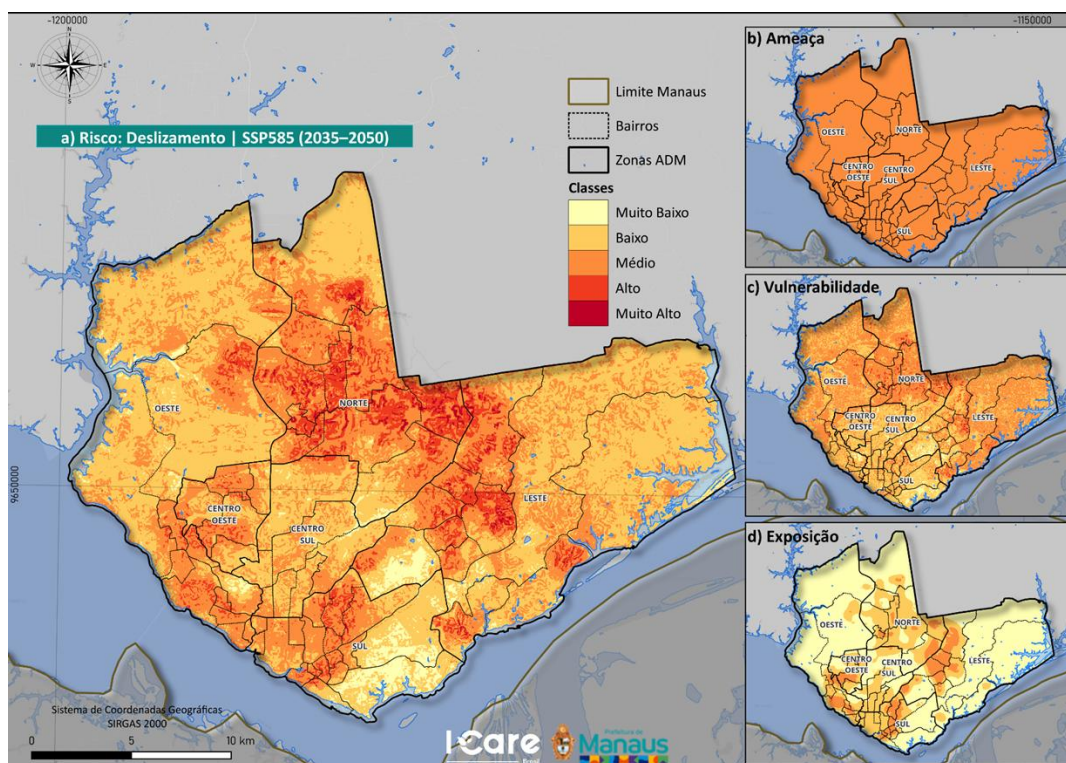 -1200000
-1150000
N
W
E
S
a) Risco: Deslizamento | SSP585 (2035–2050)
Limite Manaus
Bairros
Zonas ADM
Classes
Muito Baixo
Baixo
Médio
Alto
Muito Alto
9650000
OESTE
NORTE
CENTRO
OESTE
CENTRO
SUL
LESTE
SUL
b) Ameaça
OESTE
NORTE
CENTRO
OESTE
CENTRO
SUL
LESTE
SUL
c) Vulnerabilidade
OESTE
NORTE
CENTRO
OESTE
CENTRO
SUL
LESTE
SUL
d) Exposição
OESTE
NORTE
CENTRO
OESTE
CENTRO
SUL
LESTE
SUL
Sistema de Coordenadas Geográficas
SIRGAS 2000
0 5 10 km
I Care
Brasil
Prefeitura de
Manaus